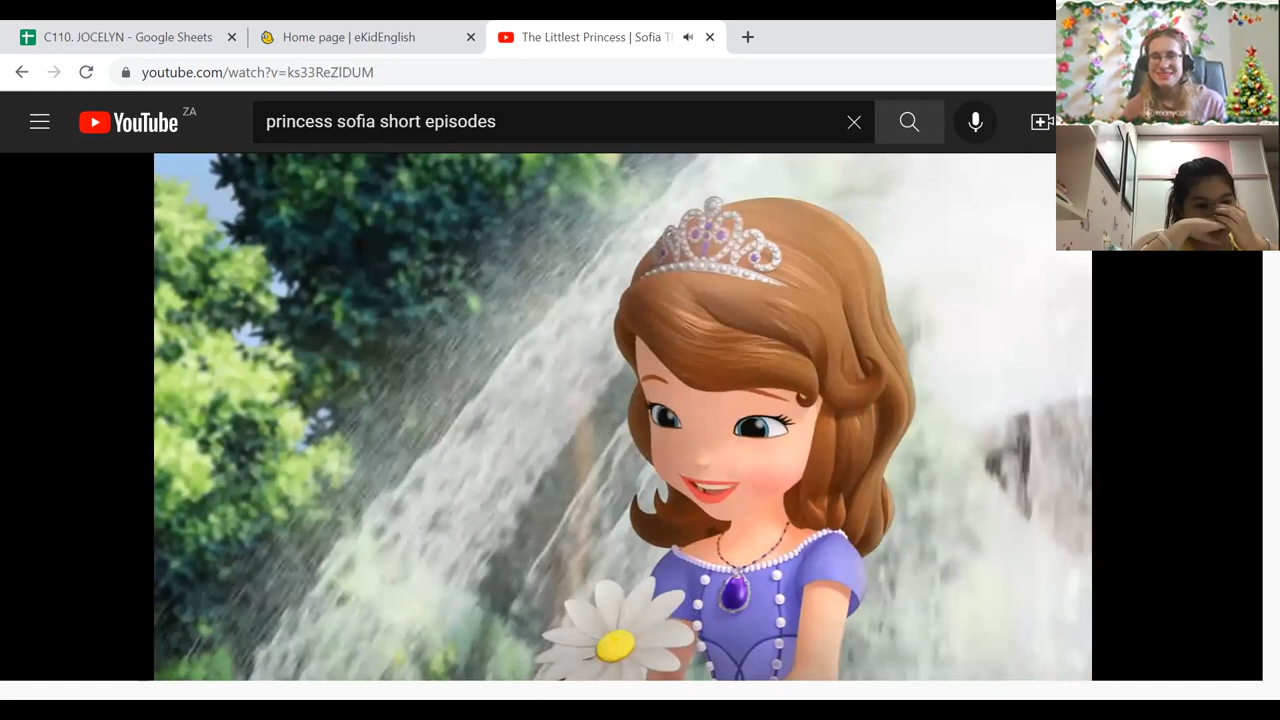 C110. JOCELYN - Google Sheets
Home page | eKidEnglish
The Littlest Princess | Sofia T
youtube.com/watch?v=ks33ReZlDUM
YouTube ZA
princess sofia short episodes
manycam